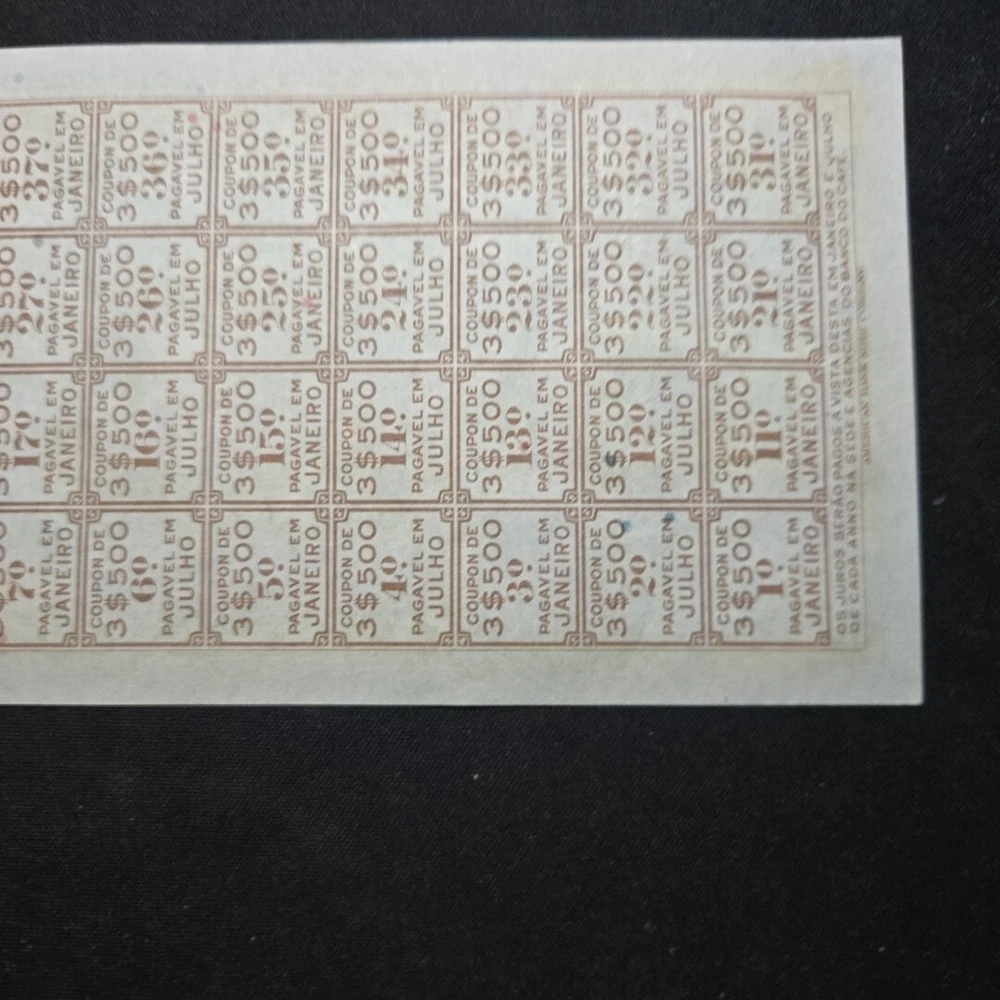 7º
PAGAVEL EM
JANEIRO
17º
PAGAVEL EM
JANEIRO
3$500
27º
PAGAVEL EM
JANEIRO
3$500
37º
PAGAVEL EM
JANEIRO
COUPON DE
3$500
6º
PAGAVEL EM
JULHO
COUPON DE
3$500
16º
PAGAVEL EM
JULHO
COUPON DE
3$500
26º
PAGAVEL EM
JULHO
COUPON DE
3$500
36º
PAGAVEL EM
JULHO
COUPON DE
3$500
5º
PAGAVEL EM
JANEIRO
COUPON DE
3$500
15º
PAGAVEL EM
JANEIRO
COUPON DE
3$500
25º
PAGAVEL EM
JANEIRO
COUPON DE
3$500
35º
PAGAVEL EM
JANEIRO
COUPON DE
3$500
4º
PAGAVEL EM
JULHO
COUPON DE
3$500
14º
PAGAVEL EM
JULHO
COUPON DE
3$500
24º
PAGAVEL EM
JULHO
COUPON DE
3$500
34º
PAGAVEL EM
JULHO
COUPON DE
3$500
3º
PAGAVEL EM
JANEIRO
COUPON DE
3$500
13º
PAGAVEL EM
JANEIRO
COUPON DE
3$500
23º
PAGAVEL EM
JANEIRO
COUPON DE
3$500
33º
PAGAVEL EM
JANEIRO
COUPON DE
3$500
2º
PAGAVEL EM
JULHO
COUPON DE
3$500
12º
PAGAVEL EM
JULHO
COUPON DE
3$500
22º
PAGAVEL EM
JULHO
COUPON DE
3$500
32º
PAGAVEL EM
JULHO
COUPON DE
3$500
1º
PAGAVEL EM
JANEIRO
COUPON DE
3$500
11º
PAGAVEL EM
JANEIRO
COUPON DE
3$500
21º
PAGAVEL EM
JANEIRO
COUPON DE
3$500
31º
PAGAVEL EM
JANEIRO
OS JUROS SERÃO PAGOS Á VISTA DESTA EM JANEIRO E JULHO
DE CADA ANNO NA SEDE E AGENCIAS DO BANCO DO CAFÉ
AMERICAN BANK NOTE COMPANY